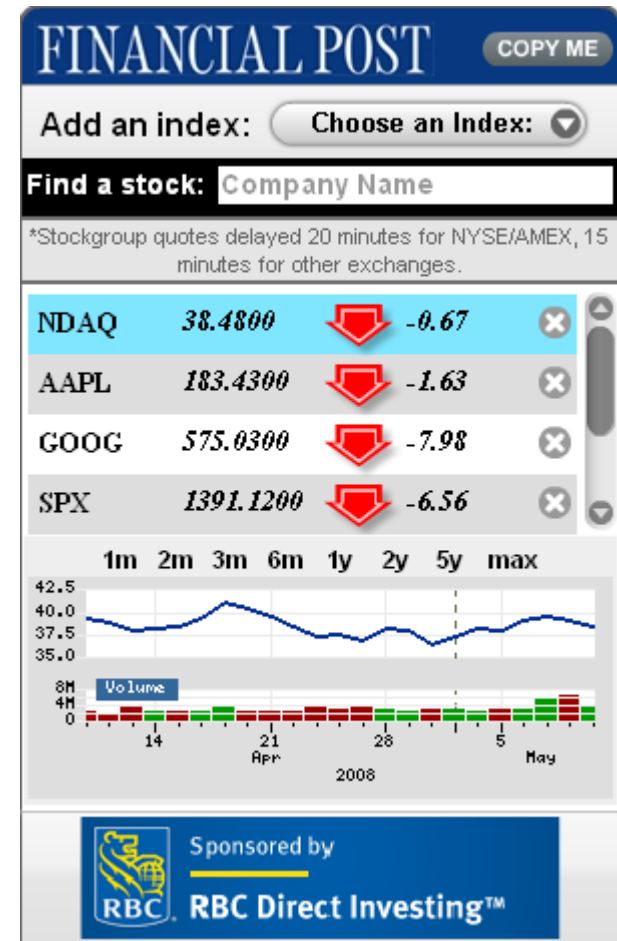 FINANCIAL POST COPY ME
Add an index: Choose an Index:
Find a stock: Company Name
*Stockgroup quotes delayed 20 minutes for NYSE/AMEX, 15
minutes for other exchanges.
NDAQ 38.4800 -0.67
AAPL 183.4300 -1.63
GOOG 575.0300 -7.98
SPX 1391.1200 -6.56
1m 2m 3m 6m 1y 2y 5y max
42.5
40.0
37.5
35.0
8M Volume
4M
0
14 21 28 5
Apr May
2008
Sponsored by
RBC RBC Direct Investing™